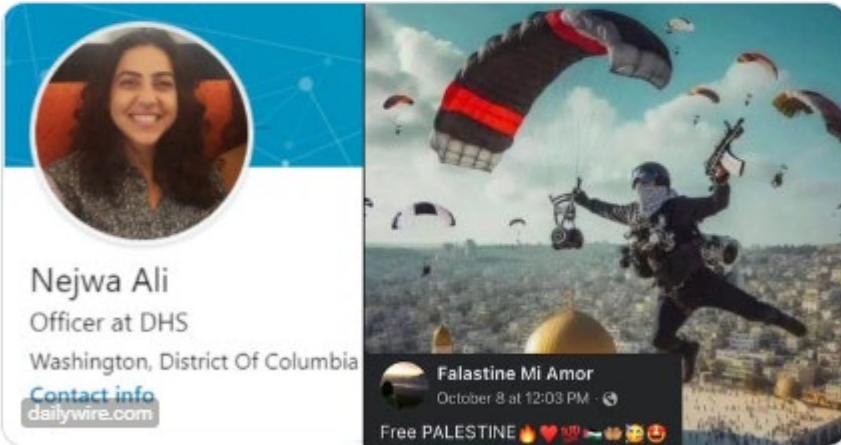 Nejwa Ali
Officer at DHS
Washington, District Of Columbia
Contact info
dailywire.com
Falastine Mi Amor
October 8 at 12:03 PM ·
Free PALESTINE🔥❤️💯🇵🇸🤲🏼🥰🤩